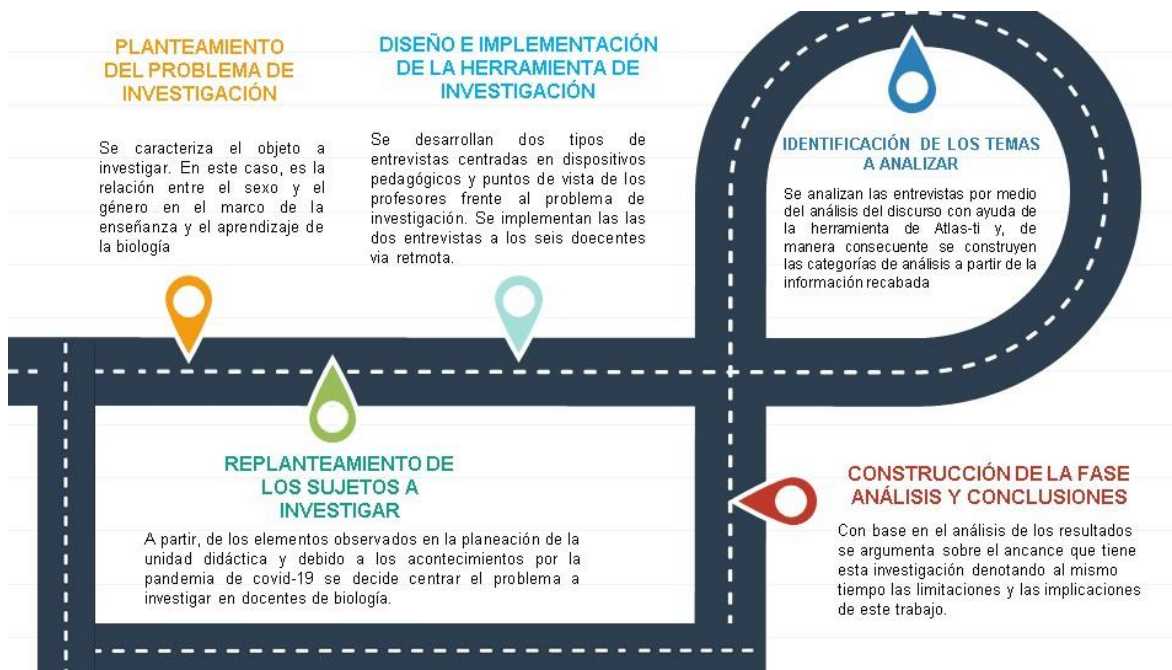 PLANTEAMIENTO
DEL PROBLEMA DE
INVESTIGACIÓN
Se caracteriza el objeto a
investigar. En este caso, es la
relación entre el sexo y el
género en el marco de la
enseñanza y el aprendizaje de
la biología
REPLANTEAMIENTO DE
LOS SUJETOS A
INVESTIGAR
A partir, de los elementos observados en la planeación de la
unidad didáctica y debido a los acontecimientos por la
pandemia de covid-19 se decide centrar el problema a
investigar en docentes de biología.
DISEÑO E IMPLEMENTACIÓN
DE LA HERRAMIENTA DE
INVESTIGACIÓN
Se desarrollan dos tipos de
entrevistas centradas en dispositivos
pedagógicos y puntos de vista de los
profesores frente al problema de
investigación. Se implementan las las
dos entrevistas a los seis doecentes
via retmota.
IDENTIFICACIÓN DE LOS TEMAS
A ANALIZAR
Se analizan las entrevistas por medio
del análisis del discurso con ayuda de
la herramienta de Atlas-ti y, de
manera consecuente se construyen
las categorías de análisis a partir de la
información recabada
CONSTRUCCIÓN DE LA FASE
ANÁLISIS Y CONCLUSIONES
Con base en el análisis de los resultados
se argumenta sobre el ancance que tiene
esta investigación denotando al mismo
tiempo las limitaciones y las implicaciones
de este trabajo.